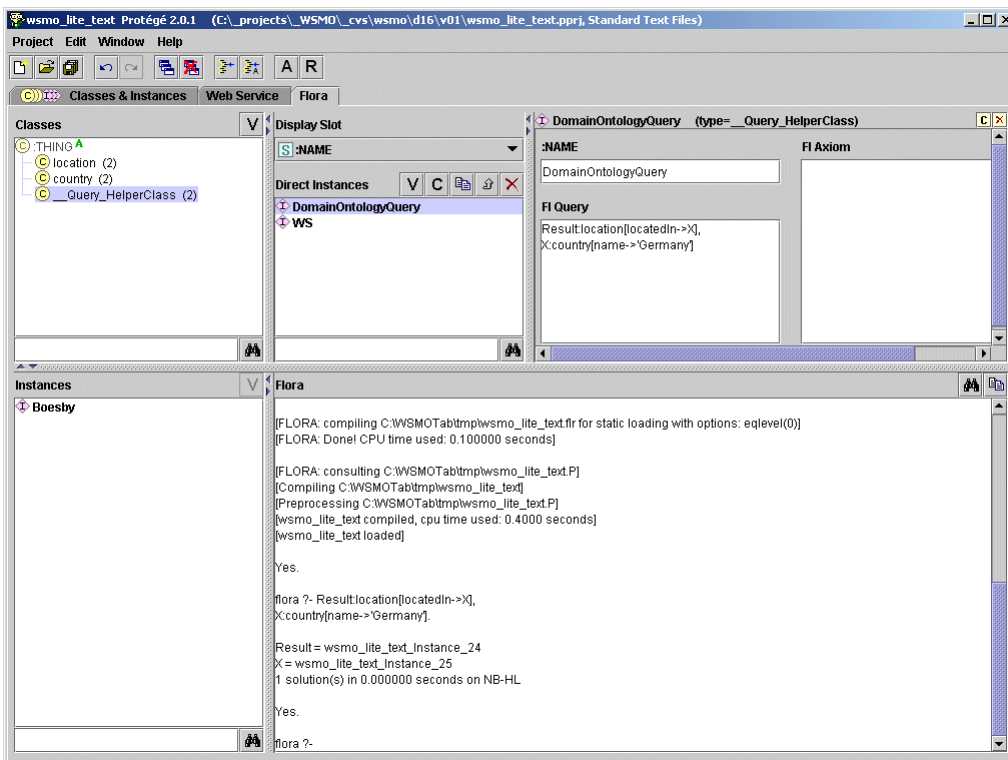 wsmo_lite_text Protégé 2.0.1 (C:\_projects\_WSMO\_cvs\wsmo\d16\v01\wsmo_lite_text.pprj, Standard Text Files)
Project Edit Window Help
A R
C Classes & Instances Web Service Flora
Classes V
C :THING A
C location (2)
C country (2)
C __Query_HelperClass (2)
Display Slot
S :NAME
Direct Instances V C
I DomainOntologyQuery
I WS
I DomainOntologyQuery (type=__Query_HelperClass) C
:NAME
DomainOntologyQuery
Fl Query
Result:location[locatedIn->X],
X:country[name->'Germany']
Fl Axiom
Instances V
I Boesby
Flora
[FLORA: compiling C:\WSMOTab\tmp\wsmo_lite_text.flr for static loading with options: eqlevel(0)]
[FLORA: Done! CPU time used: 0.100000 seconds]
[FLORA: consulting C:\WSMOTab\tmp\wsmo_lite_text.P]
[Compiling C:\WSMOTab\tmp\wsmo_lite_text]
[Preprocessing C:\WSMOTab\tmp\wsmo_lite_text.P]
[wsmo_lite_text compiled, cpu time used: 0.4000 seconds]
[wsmo_lite_text loaded]
Yes.
flora ?- Result:location[locatedIn->X],
X:country[name->'Germany'].
Result = wsmo_lite_text_Instance_24
X = wsmo_lite_text_Instance_25
1 solution(s) in 0.000000 seconds on NB-HL
Yes.
flora ?-